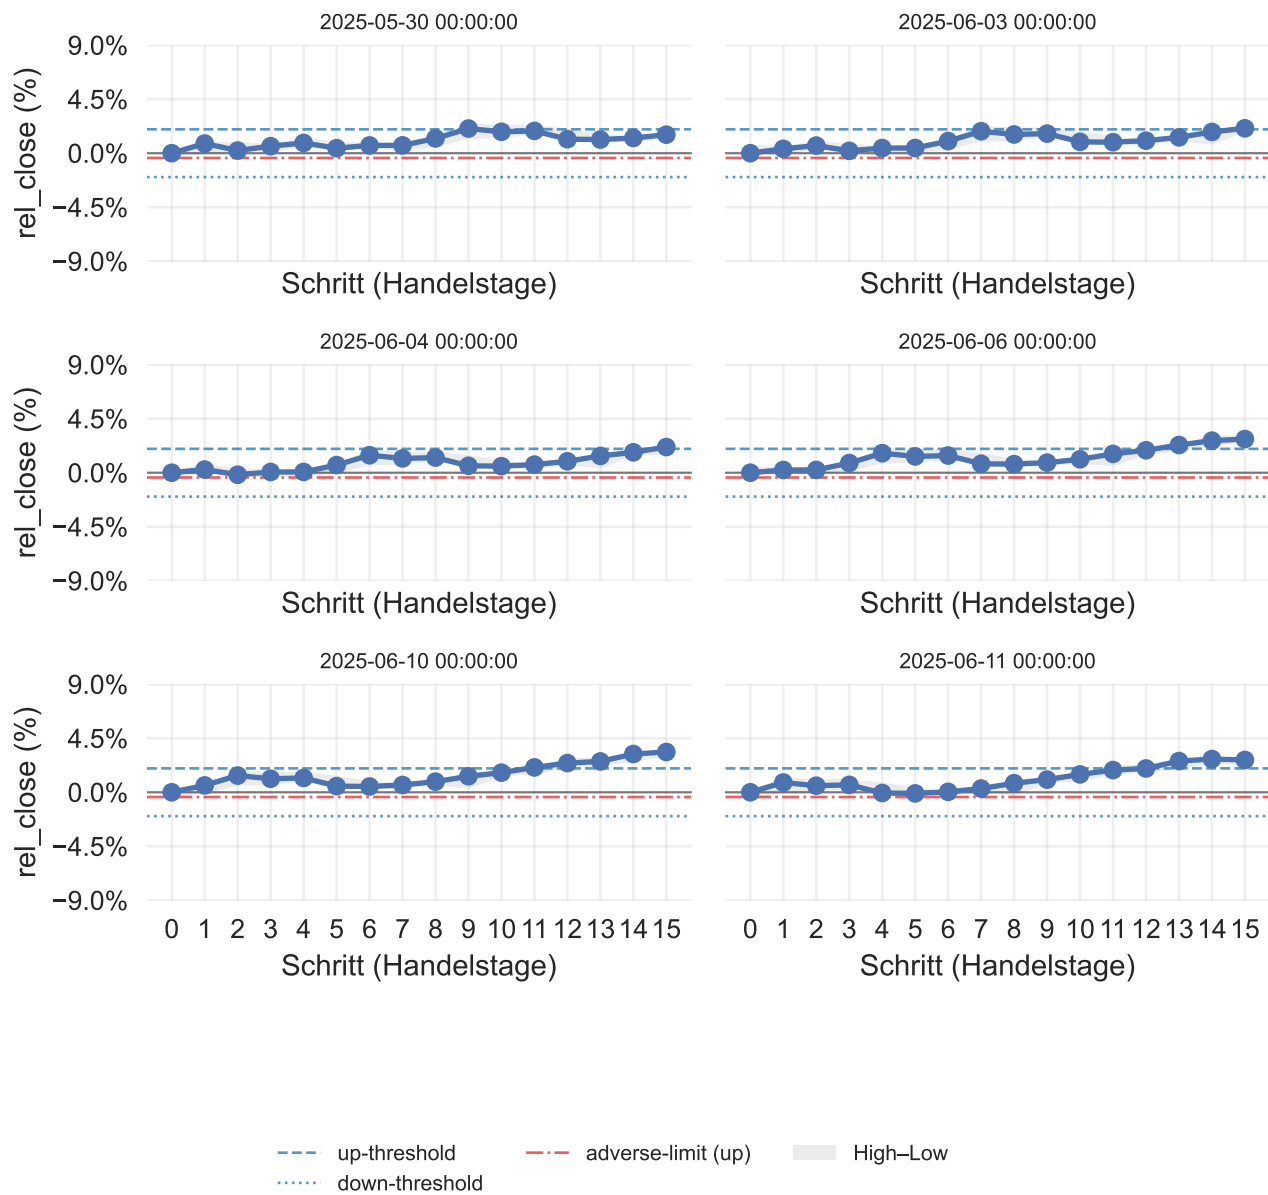 2025-05-30 00:00:00
2025-06-03 00:00:00
9.0%
4.5%
0.0%
−4.5%
−9.0%
rel_close (%)
Schritt (Handelstage)
Schritt (Handelstage)
2025-06-04 00:00:00
2025-06-06 00:00:00
9.0%
4.5%
0.0%
−4.5%
−9.0%
rel_close (%)
Schritt (Handelstage)
Schritt (Handelstage)
2025-06-10 00:00:00
2025-06-11 00:00:00
9.0%
4.5%
0.0%
−4.5%
−9.0%
rel_close (%)
0 1 2 3 4 5 6 7 8 9 10 11 12 13 14 15
0 1 2 3 4 5 6 7 8 9 10 11 12 13 14 15
Schritt (Handelstage)
Schritt (Handelstage)
up-threshold
adverse-limit (up)
High–Low
down-threshold